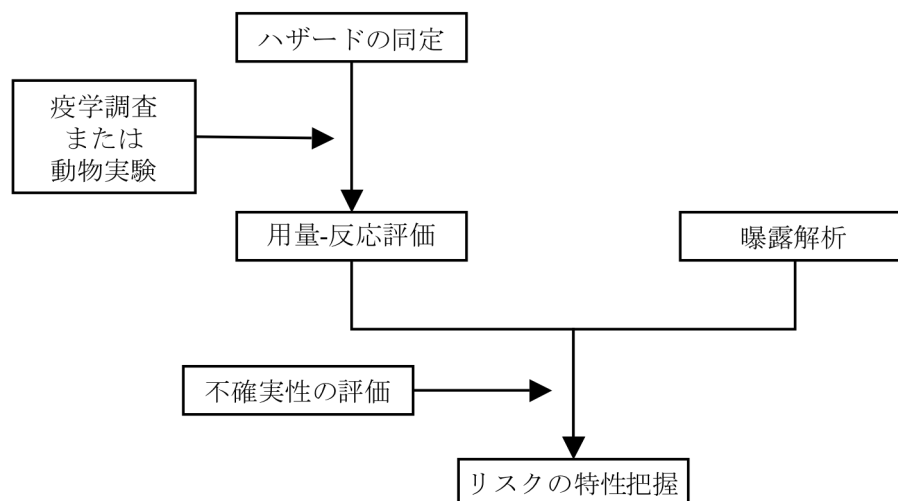 ハザードの同定
疫学調査
または
動物実験
用量-反応評価
曝露解析
不確実性の評価
リスクの特性把握